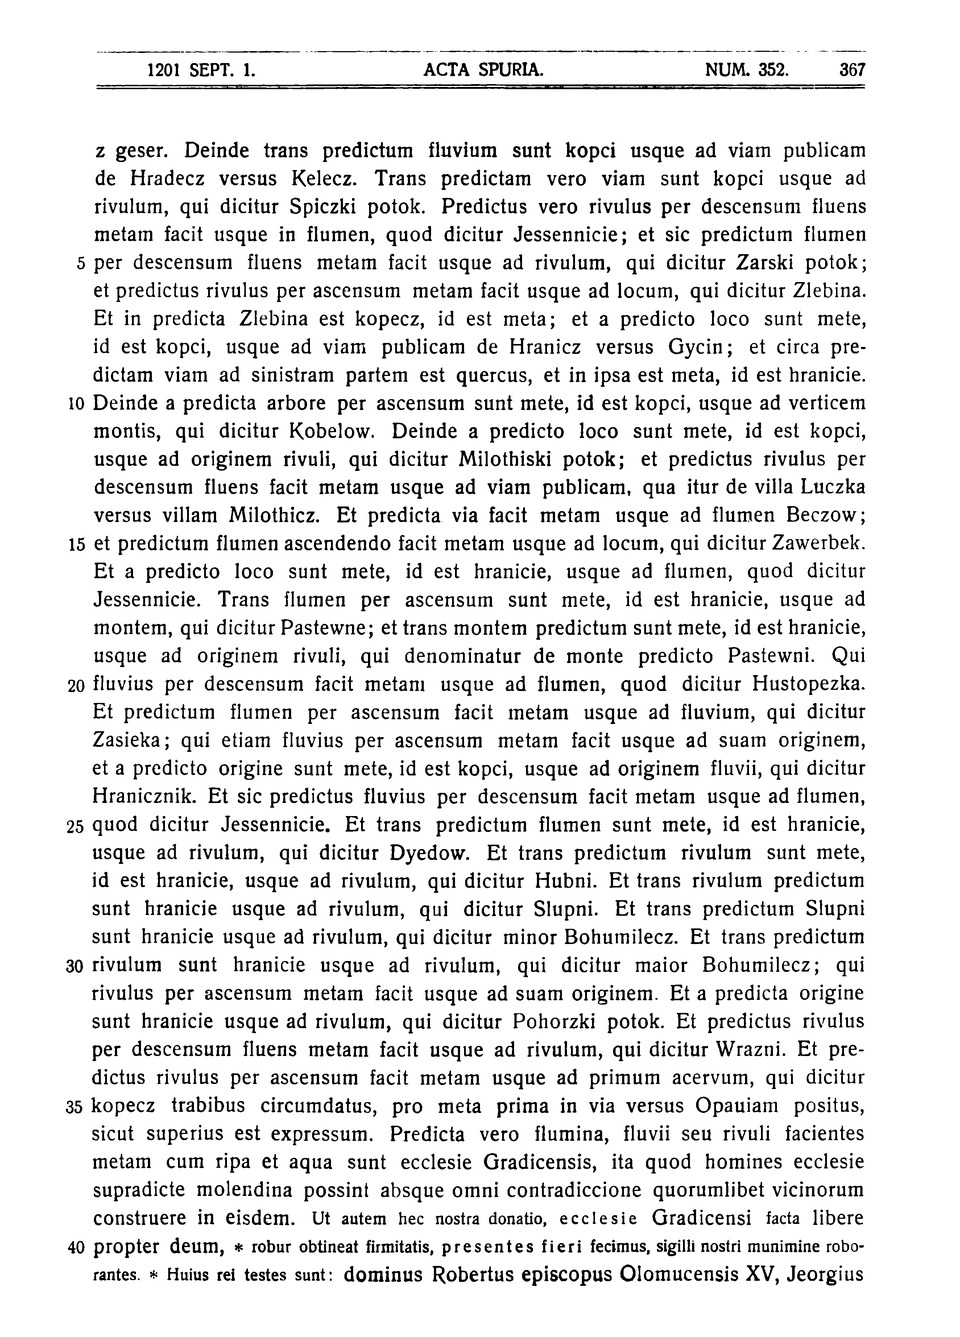 1201 SEPT. 1. ACTA SPURIA. NUM. 352. 367
z geser. Deinde trans predictum fluvium sunt kopci usque ad viam publicam
de Hradecz versus Kelecz. Trans predictam vero viam sunt kopci usque ad
rivulum, qui dicitur Spiczki potok. Predictus vero rivulus per descensum fluens
metam facit usque in flumen, quod dicitur Jessennicie; et sic predictum flumen
5 per descensum fluens metam facit usque ad rivulum, qui dicitur Zarski potok;
et predictus rivulus per ascensum metam facit usque ad locum, qui dicitur Zlebina.
Et in predicta Zlebina est kopecz, id est meta; et a predicto loco sunt mete,
id est kopci, usque ad viam publicam de Hranicz versus Gycin; et circa pre-
dictam viam ad sinistram partem est quercus, et in ipsa est meta, id est hranicie.
10 Deinde a predicta arbore per ascensum sunt mete, id est kopci, usque ad verticem
montis, qui dicitur Kobelow. Deinde a predicto loco sunt mete, id est kopci,
usque ad originem rivuli, qui dicitur Milothiski potok; et predictus rivulus per
descensum fluens facit metam usque ad viam publicam, qua itur de villa Luczka
versus villam Milothicz. Et predicta via facit metam usque ad flumen Beczow;
15 et predictum flumen ascendendo facit metam usque ad locum, qui dicitur Zawerbek.
Et a predicto loco sunt mete, id est hranicie, usque ad flumen, quod dicitur
Jessennicie. Trans flumen per ascensum sunt mete, id est hranicie, usque ad
montem, qui dicitur Pastewne; et trans montem predictum sunt mete, id est hranicie,
usque ad originem rivuli, qui denominatur de monte predicto Pastewni. Qui
20 fluvius per descensum facit metam usque ad flumen, quod dicitur Hustopezka.
Et predictum flumen per ascensum facit metam usque ad fluvium, qui dicitur
Zasieka; qui etiam fluvius per ascensum metam facit usque ad suam originem,
et a predicto origine sunt mete, id est kopci, usque ad originem fluvii, qui dicitur
Hranicznik. Et sic predictus fluvius per descensum facit metam usque ad flumen,
25 quod dicitur Jessennicie. Et trans predictum flumen sunt mete, id est hranicie,
usque ad rivulum, qui dicitur Dyedow. Et trans predictum rivulum sunt mete,
id est hranicie, usque ad rivulum, qui dicitur Hubni. Et trans rivulum predictum
sunt hranicie usque ad rivulum, qui dicitur Slupni. Et trans predictum Slupni
sunt hranicie usque ad rivulum, qui dicitur minor Bohumilecz. Et trans predictum
30 rivulum sunt hranicie usque ad rivulum, qui dicitur maior Bohumilecz; qui
rivulus per ascensum metam facit usque ad suam originem. Et a predicta origine
sunt hranicie usque ad rivulum, qui dicitur Pohorzki potok. Et predictus rivulus
per descensum fluens metam facit usque ad rivulum, qui dicitur Wrazni. Et pre-
dictus rivulus per ascensum facit metam usque ad primum acervum, qui dicitur
35 kopecz trabibus circumdatus, pro meta prima in via versus Opauiam positus,
sicut superius est expressum. Predicta vero flumina, fluvii seu rivuli facientes
metam cum ripa et aqua sunt ecclesie Gradicensis, ita quod homines ecclesie
supradicte molendina possint absque omni contradiccione quorumlibet vicinorum
construere in eisdem. Ut autem hec nostra donatio, ecclesie Gradicensi facta libere
40 propter deum, * robur obtineat firmitatis, presentes fieri fecimus, sigilli nostri munimine robo-
rantes. * Huius rei testes sunt: dominus Robertus episcopus Olomucensis XV, Jeorgius